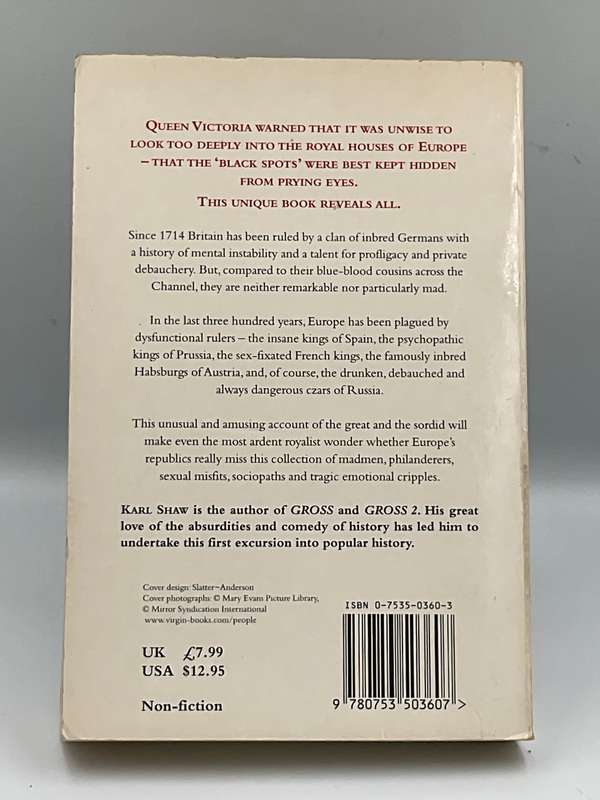 QUEEN VICTORIA WARNED THAT IT WAS UNWISE TO
LOOK TOO DEEPLY INTO THE ROYAL HOUSES OF EUROPE
– THAT THE ‘BLACK SPOTS’ WERE BEST KEPT HIDDEN
FROM PRYING EYES.
THIS UNIQUE BOOK REVEALS ALL.
Since 1714 Britain has been ruled by a clan of inbred Germans with
a history of mental instability and a talent for profligacy and private
debauchery. But, compared to their blue-blood cousins across the
Channel, they are neither remarkable nor particularly mad.
In the last three hundred years, Europe has been plagued by
dysfunctional rulers – the insane kings of Spain, the psychopathic
kings of Prussia, the sex-fixated French kings, the famously inbred
Habsburgs of Austria, and, of course, the drunken, debauched and
always dangerous czars of Russia.
This unusual and amusing account of the great and the sordid will
make even the most ardent royalist wonder whether Europe's
republics really miss this collection of madmen, philanderers,
sexual misfits, sociopaths and tragic emotional cripples.
KARL SHAW is the author of GROSS and GROSS 2. His great
love of the absurdities and comedy of history has led him to
undertake this first excursion into popular history.
Cover design: Slatter~Anderson
Cover photographs: © Mary Evans Picture Library,
© Mirror Syndication International
www.virgin-books.com/people
UK £7.99
USA $12.95
Non-fiction
ISBN 0-7535-0360-3
9 780753 503607 >